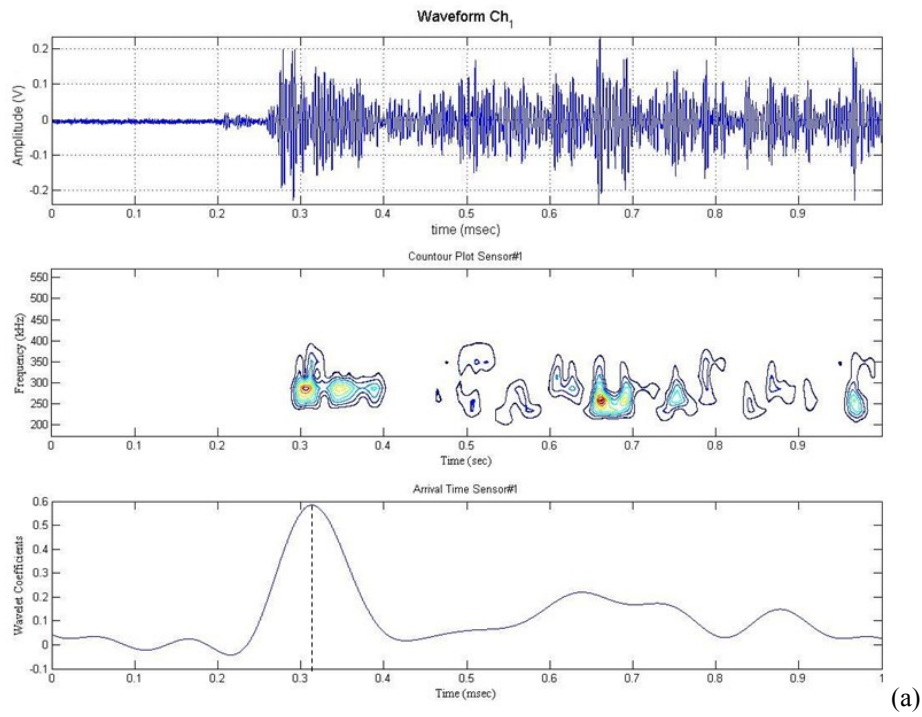 Waveform Ch1
Amplitude (V)
0.2
0.1
0
-0.1
-0.2
0 0.1 0.2 0.3 0.4 0.5 0.6 0.7 0.8 0.9 1
time (msec)
Countour Plot Sensor#1
Frequency (kHz)
550
500
450
400
350
300
250
200
0 0.1 0.2 0.3 0.4 0.5 0.6 0.7 0.8 0.9 1
Time (sec)
Arrival Time Sensor#1
Wavelet Coefficients
0.6
0.5
0.4
0.3
0.2
0.1
0
-0.1
0 0.1 0.2 0.3 0.4 0.5 0.6 0.7 0.8 0.9 1
Time (msec)
(a)